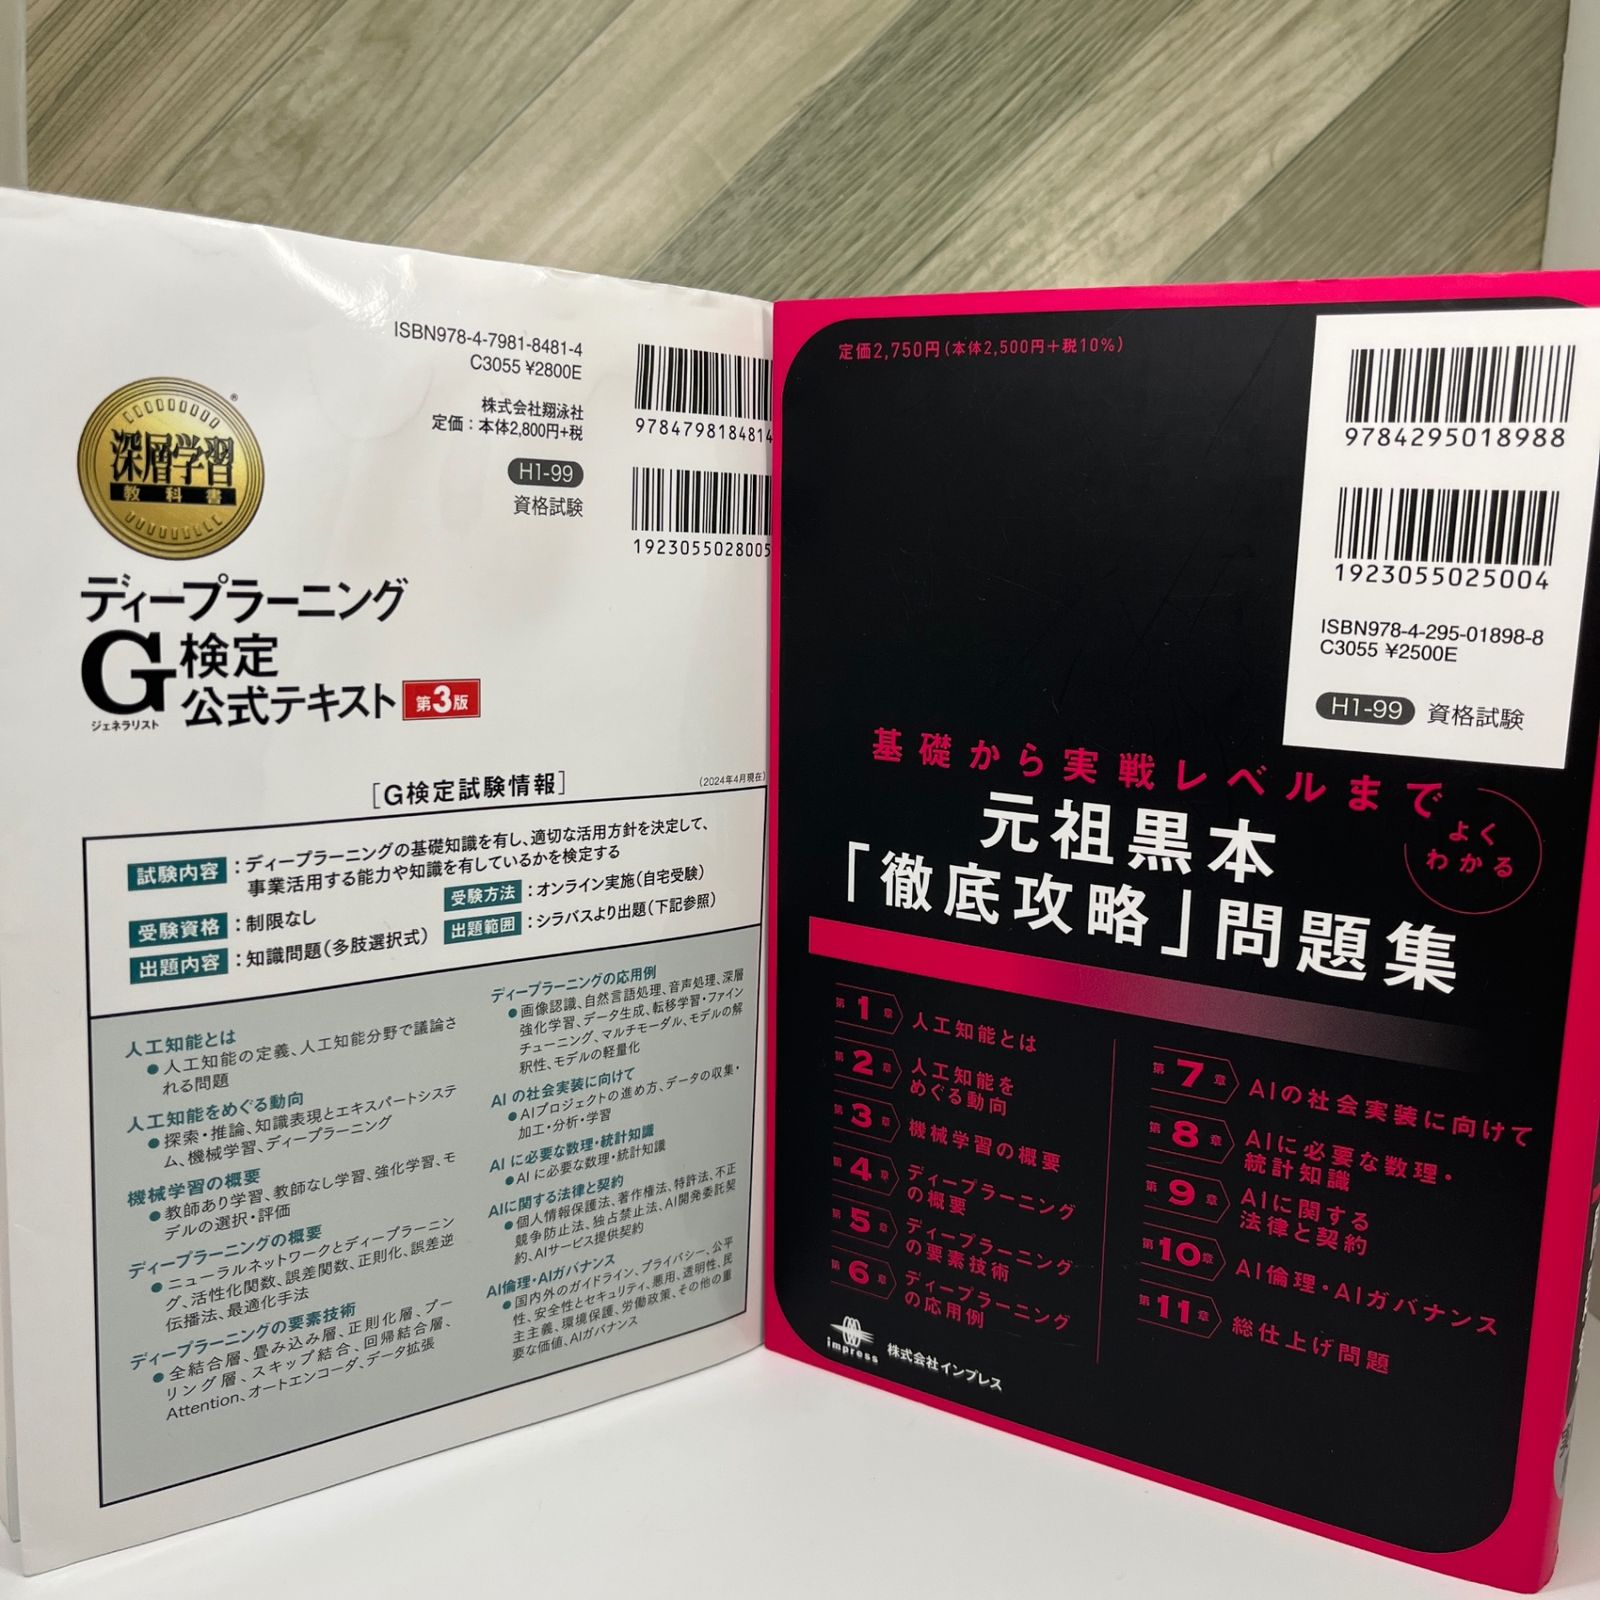 ISBN978-4-7981-8481-4
C3055 ¥2800E
株式会社翔泳社
定価：本体2,800円+税
H1-99
資格試験
9784798184814
1923055028005
深層学習
教科書
®
ディープラーニング
G検定
ジェネラリスト
公式テキスト 第3版
［G検定試験情報］
（2024年4月現在）
試験内容：ディープラーニングの基礎知識を有し、適切な活用方針を決定して、
事業活用する能力や知識を有しているかを検定する
受験資格：制限なし
受験方法：オンライン実施（自宅受験）
出題内容：知識問題（多肢選択式）
出題範囲：シラバスより出題（下記参照）
人工知能とは
●人工知能の定義、人工知能分野で議論さ
れる問題
人工知能をめぐる動向
●探索・推論、知識表現とエキスパートシステ
ム、機械学習、ディープラーニング
機械学習の概要
●教師あり学習、教師なし学習、強化学習、モ
デルの選択・評価
ディープラーニングの概要
●ニューラルネットワークとディープラーニン
グ、活性化関数、誤差関数、正則化、誤差逆
伝播法、最適化手法
ディープラーニングの要素技術
●全結合層、畳み込み層、正則化層、プー
リング層、スキップ結合、回帰結合層、
Attention、オートエンコーダ、データ拡張
ディープラーニングの応用例
●画像認識、自然言語処理、音声処理、深層
強化学習、データ生成、転移学習・ファイン
チューニング、マルチモーダル、モデルの解
釈性、モデルの軽量化
AIの社会実装に向けて
●AIプロジェクトの進め方、データの収集・
加工・分析・学習
AIに必要な数理・統計知識
●AIに必要な数理・統計知識
AIに関する法律と契約
●個人情報保護法、著作権法、特許法、不正
競争防止法、独占禁止法、AI開発委託契
約、AIサービス提供契約
AI倫理・AIガバナンス
●国内外のガイドライン、プライバシー、公平
性、安全性とセキュリティ、悪用、透明性、民
主主義、環境保護、労働政策、その他の重
要な価値、AIガバナンス
定価2,750円（本体2,500円+税10%）
9784295018988
1923055025004
ISBN978-4-295-01898-8
C3055 ¥2500E
H1-99 資格試験
基礎から実戦レベルまで
よく
わかる
元祖黒本
「徹底攻略」問題集
第1章 人工知能とは
第2章 人工知能を
めぐる動向
第3章 機械学習の概要
第4章 ディープラーニング
の概要
第5章 ディープラーニング
の要素技術
第6章 ディープラーニング
の応用例
第7章 AIの社会実装に向けて
第8章 AIに必要な数理・
統計知識
第9章 AIに関する
法律と契約
第10章 AI倫理・AIガバナンス
第11章 総仕上げ問題
impress
株式会社インプレス